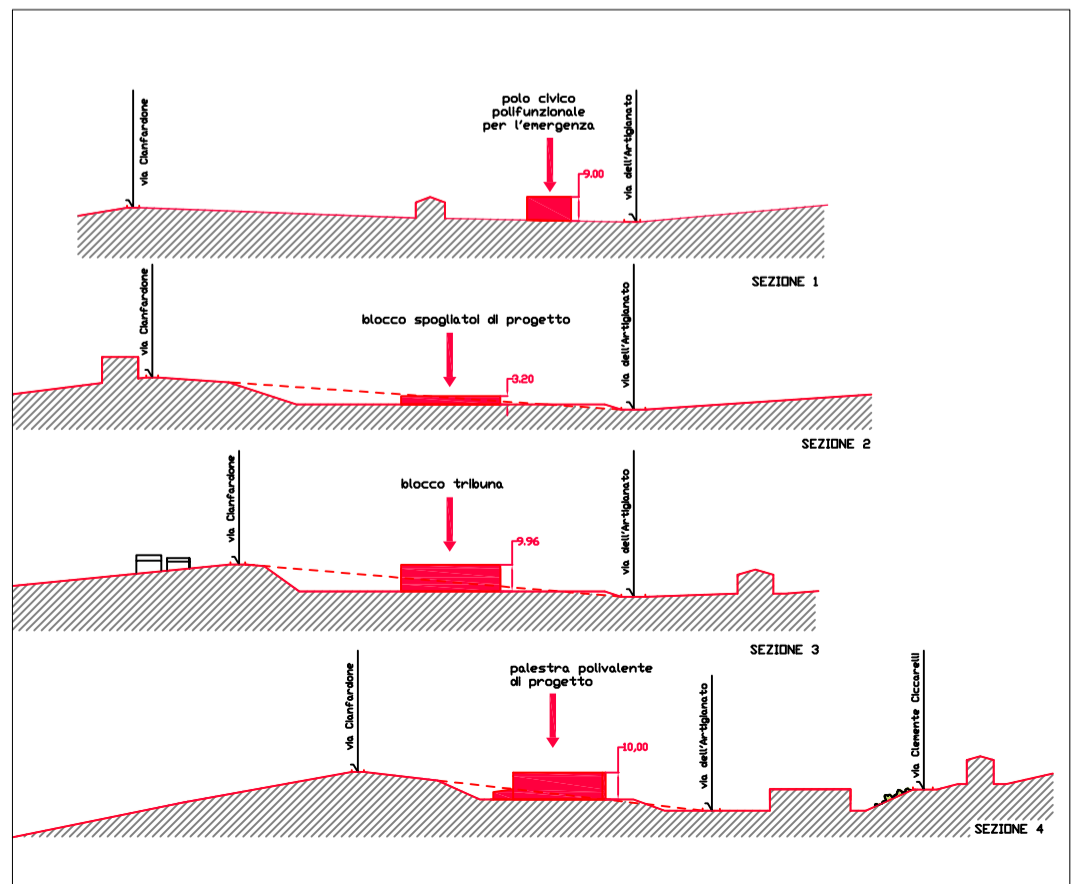 via Cianfardone
polo civico
polifunzionale
per l'emergenza
9.00
via dell'Artigianato
SEZIONE 1
via Cianfardone
blocco spogliatoi di progetto
3.20
via dell'Artigianato
SEZIONE 2
via Cianfardone
blocco tribuna
9.96
via dell'Artigianato
SEZIONE 3
via Cianfardone
palestra polivalente
di progetto
10,00
via dell'Artigianato
via Clemente Ciccarelli
SEZIONE 4